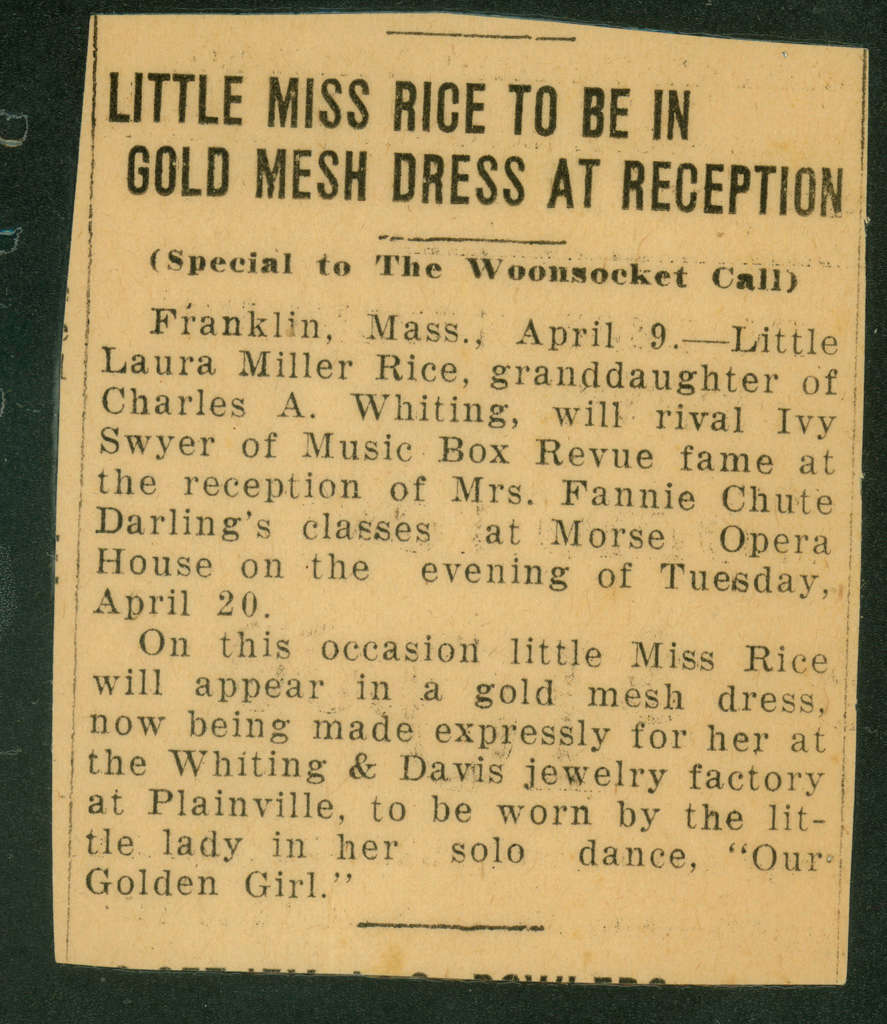 LITTLE MISS RICE TO BE IN
GOLD MESH DRESS AT RECEPTION
(Special to The Woonsocket Call)
Franklin, Mass., April 9.—Little
Laura Miller Rice, granddaughter of
Charles A. Whiting, will rival Ivy
Swyer of Music Box Revue fame at
the reception of Mrs. Fannie Chute
Darling's classes at Morse Opera
House on the evening of Tuesday,
April 20.
On this occasion little Miss Rice
will appear in a gold mesh dress,
now being made expressly for her at
the Whiting & Davis jewelry factory
at Plainville, to be worn by the lit-
tle lady in her solo dance, "Our
Golden Girl."